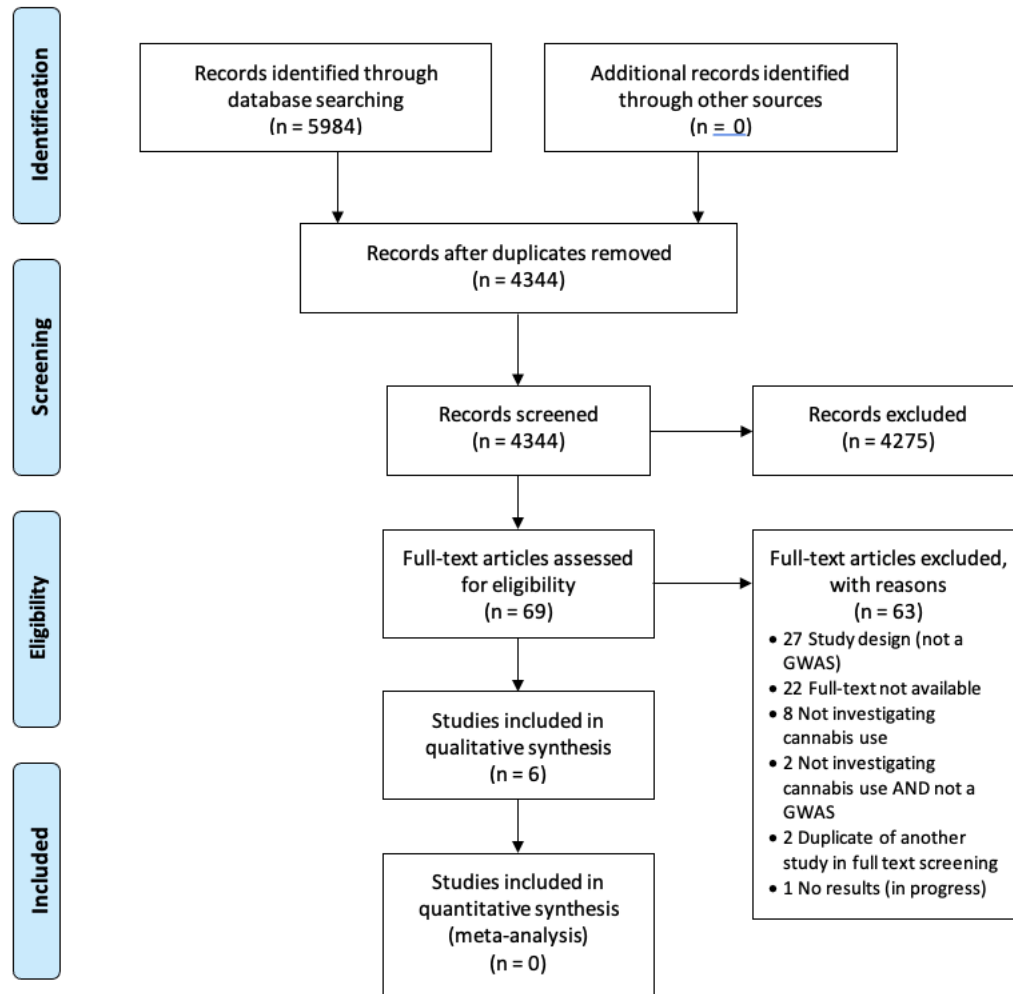 Identification
Records identified through
database searching
(n = 5984)
Additional records identified
through other sources
(n = 0)
Records after duplicates removed
(n = 4344)
Screening
Records screened
(n = 4344)
Records excluded
(n = 4275)
Eligibility
Full-text articles assessed
for eligibility
(n = 69)
Full-text articles excluded,
with reasons
(n = 63)
• 27 Study design (not a
GWAS)
• 22 Full-text not available
• 8 Not investigating
cannabis use
• 2 Not investigating
cannabis use AND not a
GWAS
• 2 Duplicate of another
study in full text screening
• 1 No results (in progress)
Studies included in
qualitative synthesis
(n = 6)
Included
Studies included in
quantitative synthesis
(meta-analysis)
(n = 0)